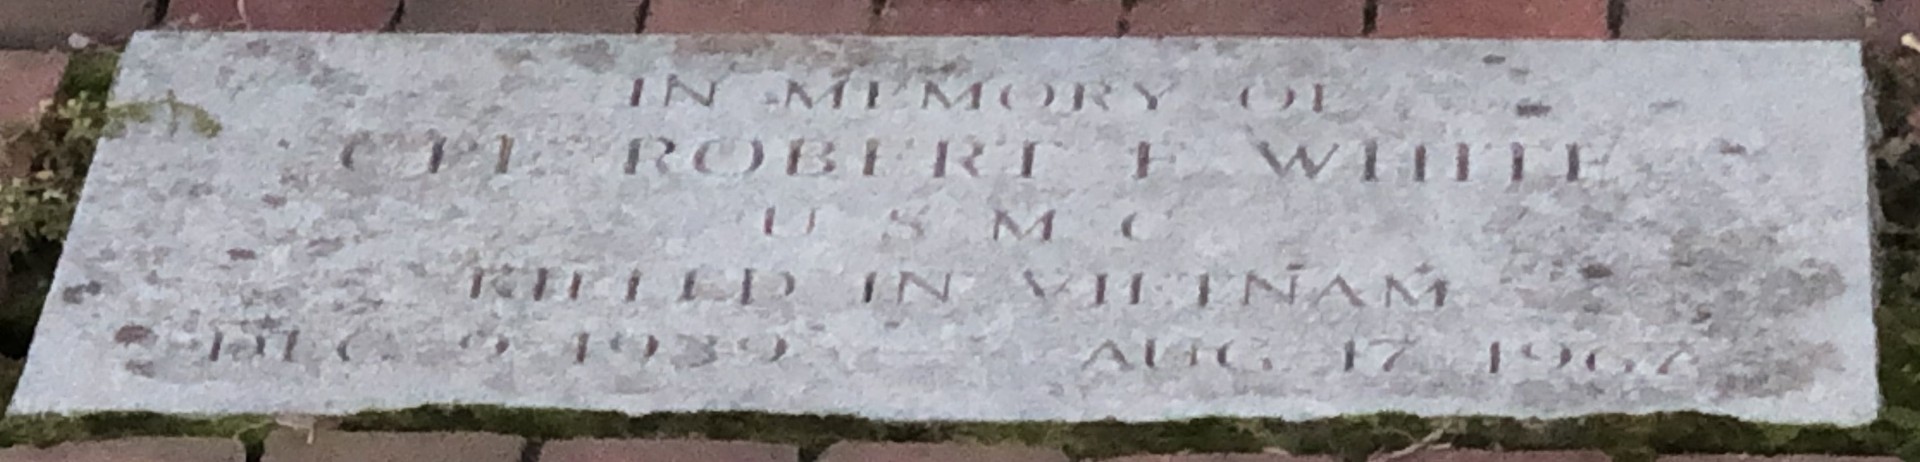 IN MEMORY OF
CPL ROBERT E WHITE
U S M C
KILLED IN VIETNAM
DEC 9 1939 AUG 17 1967